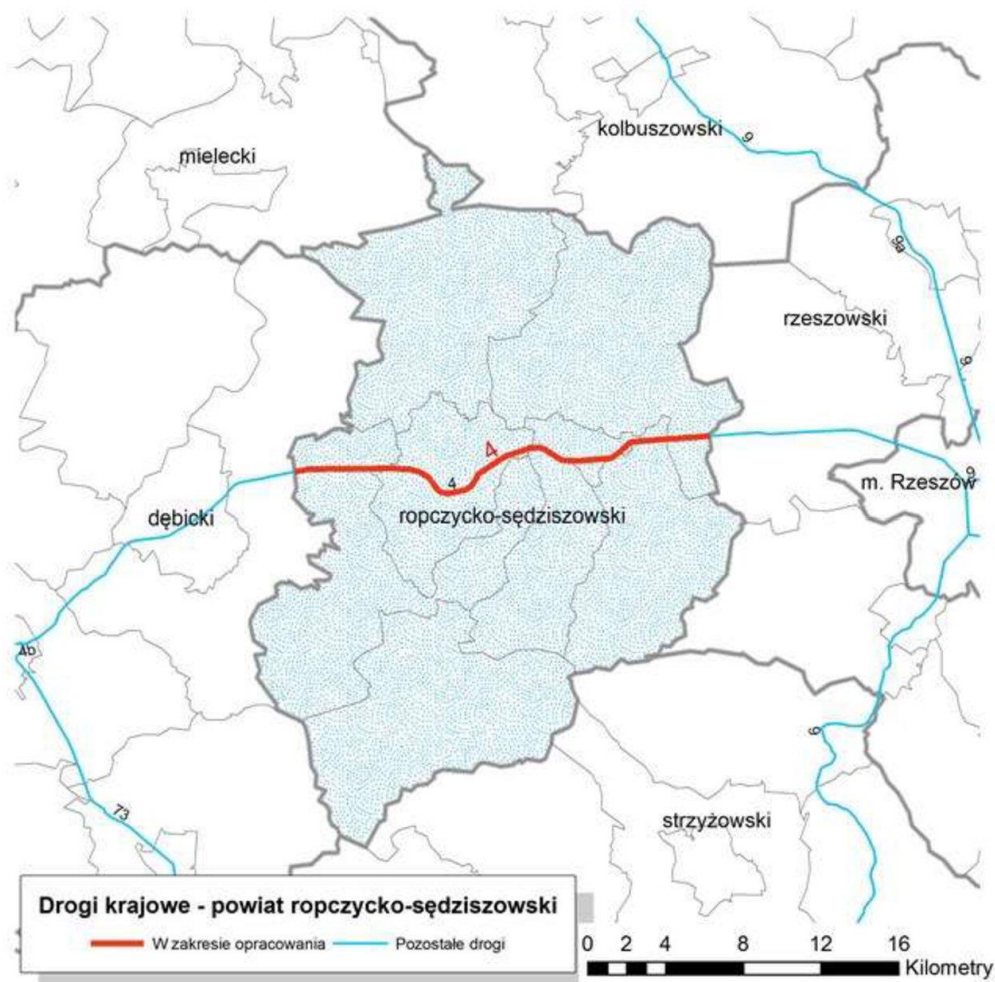 kolbuszowski
9
mielecki
9a
rzeszowski
9
4
4
m. Rzeszów
9
ropczycko-sędziszowski
dębicki
4b
9
73
strzyżowski
Drogi krajowe - powiat ropczycko-sędziszowski
W zakresie opracowania
Pozostałe drogi
0 2 4 8 12 16
Kilometry